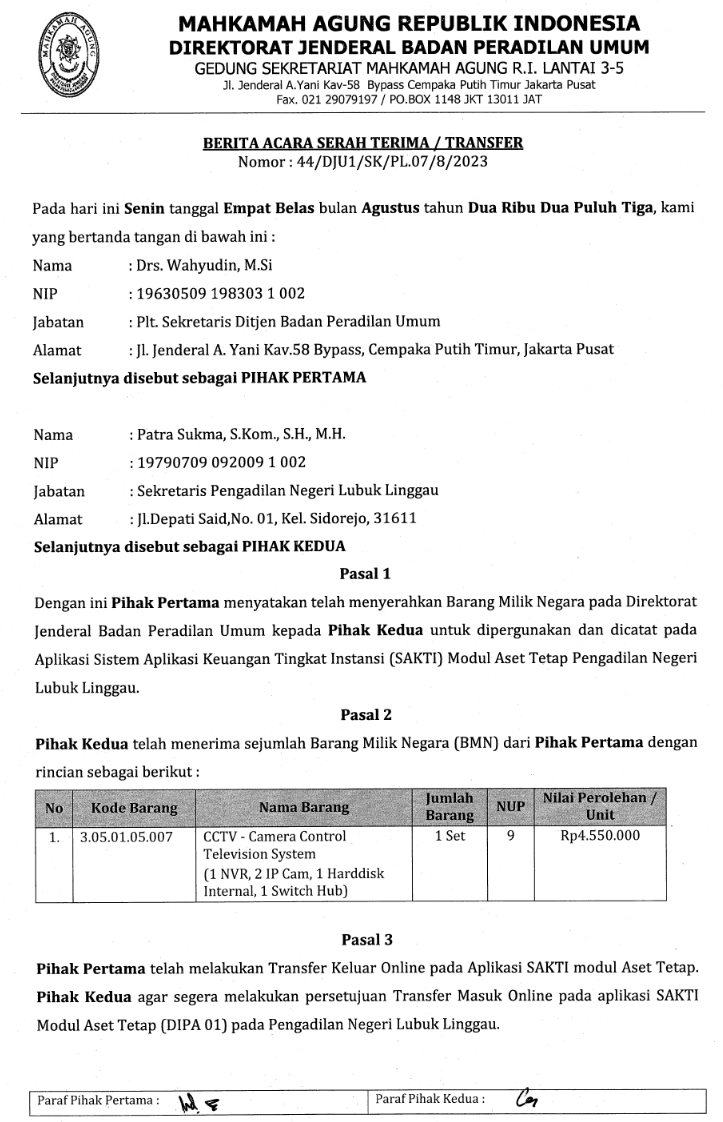 MAHKAMAH AGUNG
MAHKAMAH AGUNG REPUBLIK INDONESIA
DIREKTORAT JENDERAL BADAN PERADILAN UMUM
GEDUNG SEKRETARIAT MAHKAMAH AGUNG R.I. LANTAI 3-5
Jl. Jenderal A.Yani Kav-58 Bypass Cempaka Putih Timur Jakarta Pusat
Fax. 021 29079197 / PO.BOX 1148 JKT 13011 JAT
BERITA ACARA SERAH TERIMA / TRANSFER
Nomor : 44/DJU1/SK/PL.07/8/2023
Pada hari ini Senin tanggal Empat Belas bulan Agustus tahun Dua Ribu Dua Puluh Tiga, kami
yang bertanda tangan di bawah ini :
Nama : Drs. Wahyudin, M.Si
NIP : 19630509 198303 1 002
Jabatan : Plt. Sekretaris Ditjen Badan Peradilan Umum
Alamat : Jl. Jenderal A. Yani Kav.58 Bypass, Cempaka Putih Timur, Jakarta Pusat
Selanjutnya disebut sebagai PIHAK PERTAMA
Nama : Patra Sukma, S.Kom., S.H., M.H.
NIP : 19790709 092009 1 002
Jabatan : Sekretaris Pengadilan Negeri Lubuk Linggau
Alamat : Jl.Depati Said,No. 01, Kel. Sidorejo, 31611
Selanjutnya disebut sebagai PIHAK KEDUA
Pasal 1
Dengan ini Pihak Pertama menyatakan telah menyerahkan Barang Milik Negara pada Direktorat
Jenderal Badan Peradilan Umum kepada Pihak Kedua untuk dipergunakan dan dicatat pada
Aplikasi Sistem Aplikasi Keuangan Tingkat Instansi (SAKTI) Modul Aset Tetap Pengadilan Negeri
Lubuk Linggau.
Pasal 2
Pihak Kedua telah menerima sejumlah Barang Milik Negara (BMN) dari Pihak Pertama dengan
rincian sebagai berikut :
No Kode Barang Nama Barang Jumlah Barang NUP Nilai Perolehan / Unit
1. 3.05.01.05.007 CCTV - Camera Control 1 Set 9 Rp4.550.000
Television System
(1 NVR, 2 IP Cam, 1 Harddisk
Internal, 1 Switch Hub)
Pasal 3
Pihak Pertama telah melakukan Transfer Keluar Online pada Aplikasi SAKTI modul Aset Tetap.
Pihak Kedua agar segera melakukan persetujuan Transfer Masuk Online pada aplikasi SAKTI
Modul Aset Tetap (DIPA 01) pada Pengadilan Negeri Lubuk Linggau.
Paraf Pihak Pertama : Paraf Pihak Kedua :